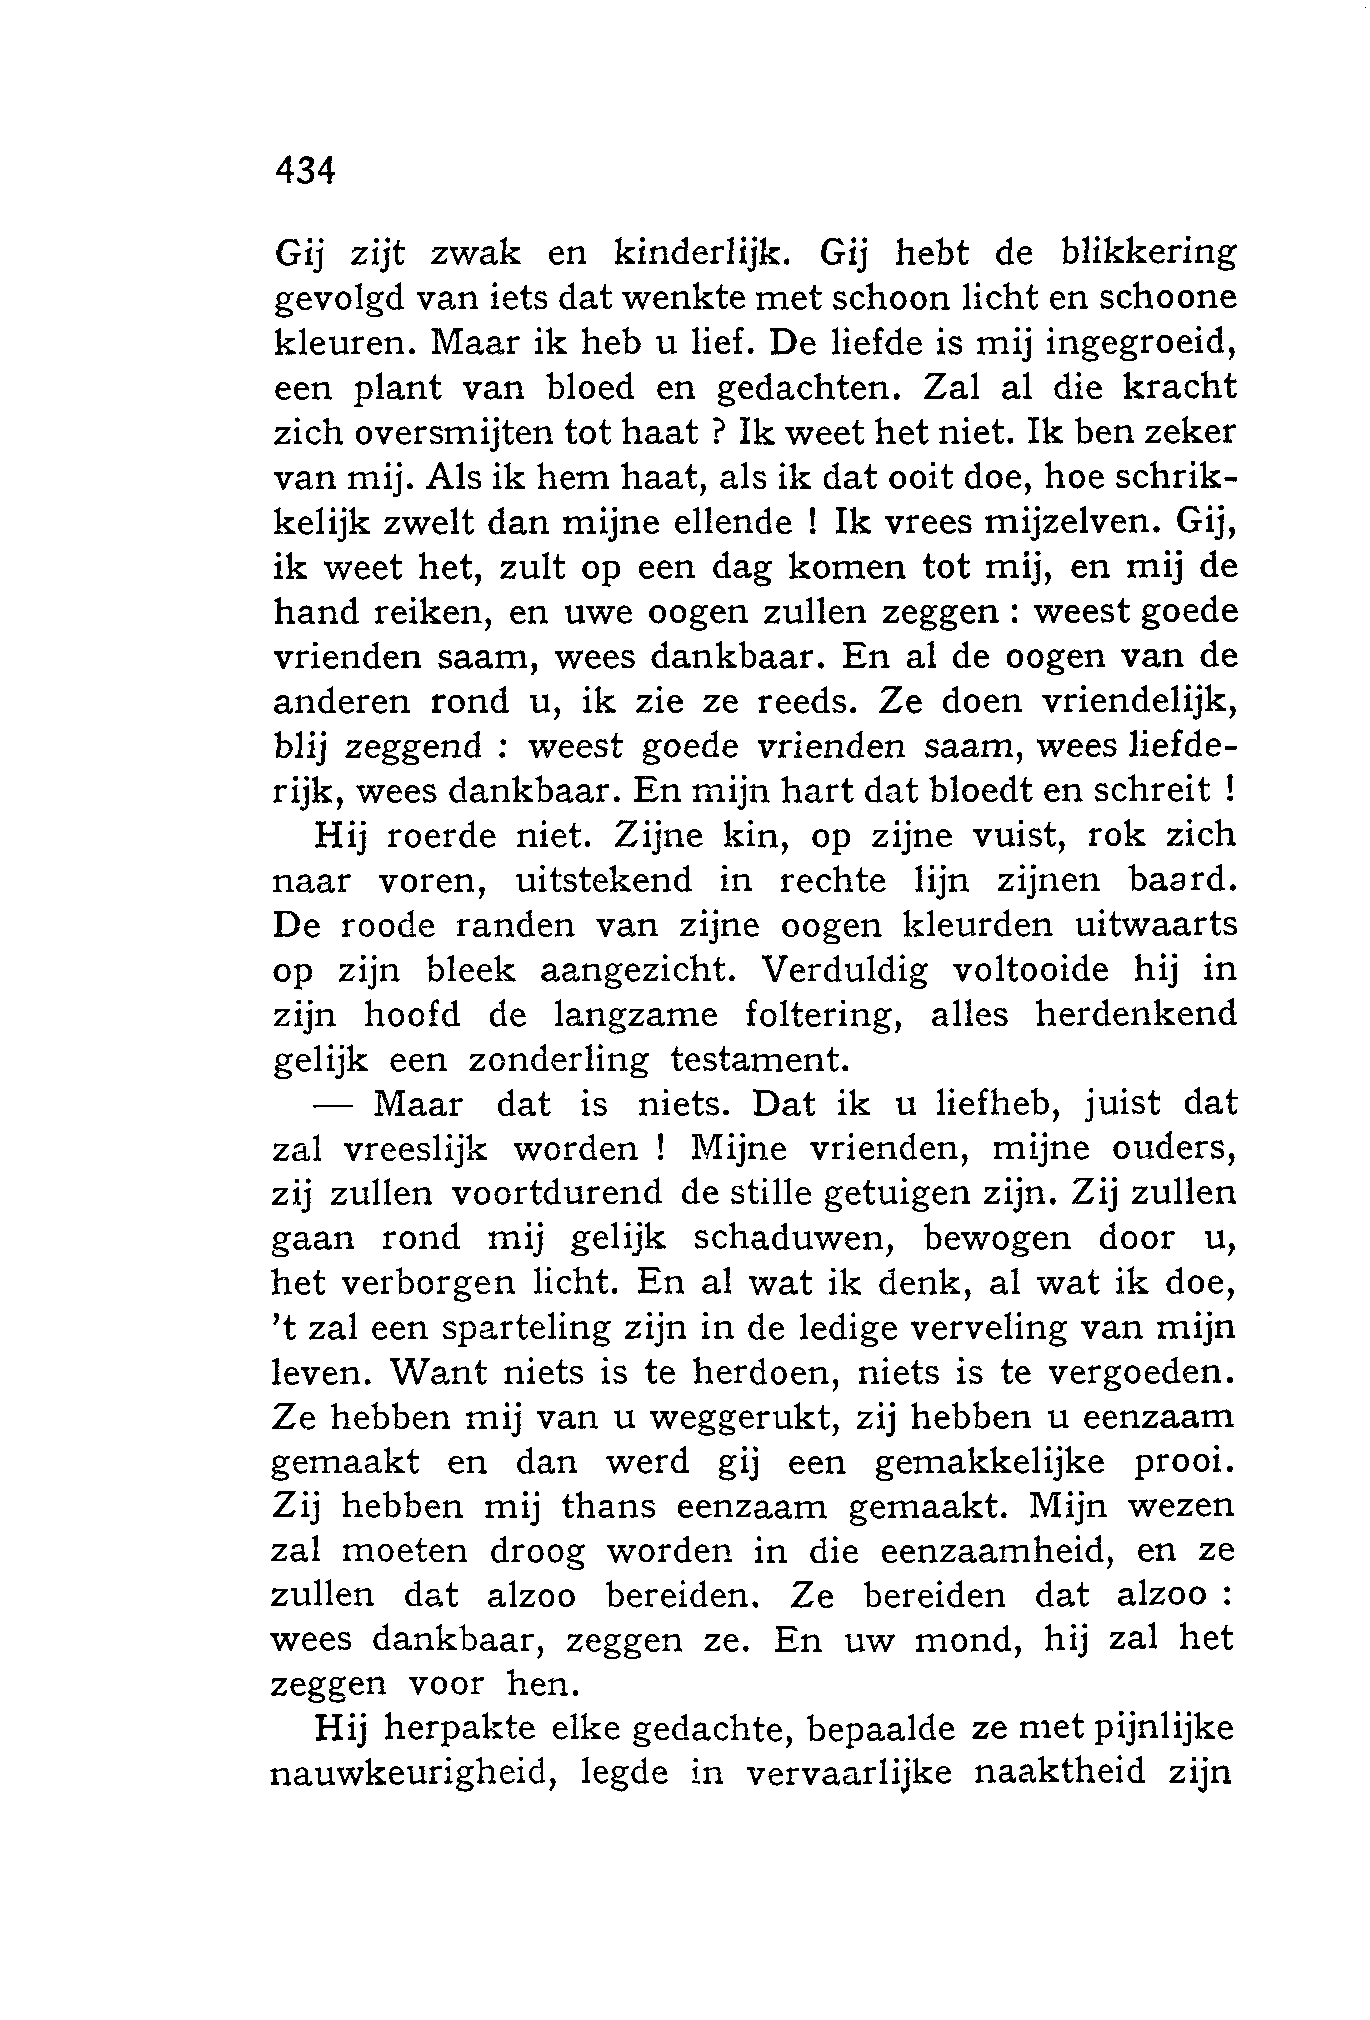 434
Gij zijt zwak en kinderlijk. Gij hebt de blikkering
gevolgd van iets dat wenkte met schoon licht en schoone
kleuren. Maar ik heb u lief. De liefde is mij ingegroeid,
een plant van bloed en gedachten. Zal al die kracht
zich oversmijten tot haat ? Ik weet het niet. Ik ben zeker
van mij. Als ik hem haat, als ik dat ooit doe, hoe schrik-
kelijk zwelt dan mijne ellende ! Ik vrees mijzelven. Gij,
ik weet het, zult op een dag komen tot mij, en mij de
hand reiken, en uwe oogen zullen zeggen : weest goede
vrienden saam, wees dankbaar. En al de oogen van de
anderen rond u, ik zie ze reeds. Ze doen vriendelijk,
blij zeggend : weest goede vrienden saam, wees liefde-
rijk, wees dankbaar. En mijn hart dat bloedt en schreit !
Hij roerde niet. Zijne kin, op zijne vuist, rok zich
naar voren, uitstekend in rechte lijn zijnen baard.
De roode randen van zijne oogen kleurden uitwaarts
op zijn bleek aangezicht. Verduldig voltooide hij in
zijn hoofd de langzame foltering, alles herdenkend
gelijk een zonderling testament.
— Maar dat is niets. Dat ik u liefheb, juist dat
zal vreeslijk worden ! Mijne vrienden, mijne ouders,
zij zullen voortdurend de stille getuigen zijn. Zij zullen
gaan rond mij gelijk schaduwen, bewogen door u,
het verborgen licht. En al wat ik denk, al wat ik doe,
't zal een sparteling zijn in de ledige verveling van mijn
leven. Want niets is te herdoen, niets is te vergoeden.
Ze hebben mij van u weggerukt, zij hebben u eenzaam
gemaakt en dan werd gij een gemakkelijke prooi.
Zij hebben mij thans eenzaam gemaakt. Mijn wezen
zal moeten droog worden in die eenzaamheid, en ze
zullen dat alzoo bereiden. Ze bereiden dat alzoo :
wees dankbaar, zeggen ze. En uw mond, hij zal het
zeggen voor hen.
Hij herpakte elke gedachte, bepaalde ze met pijnlijke
nauwkeurigheid, legde in vervaarlijke naaktheid zijn